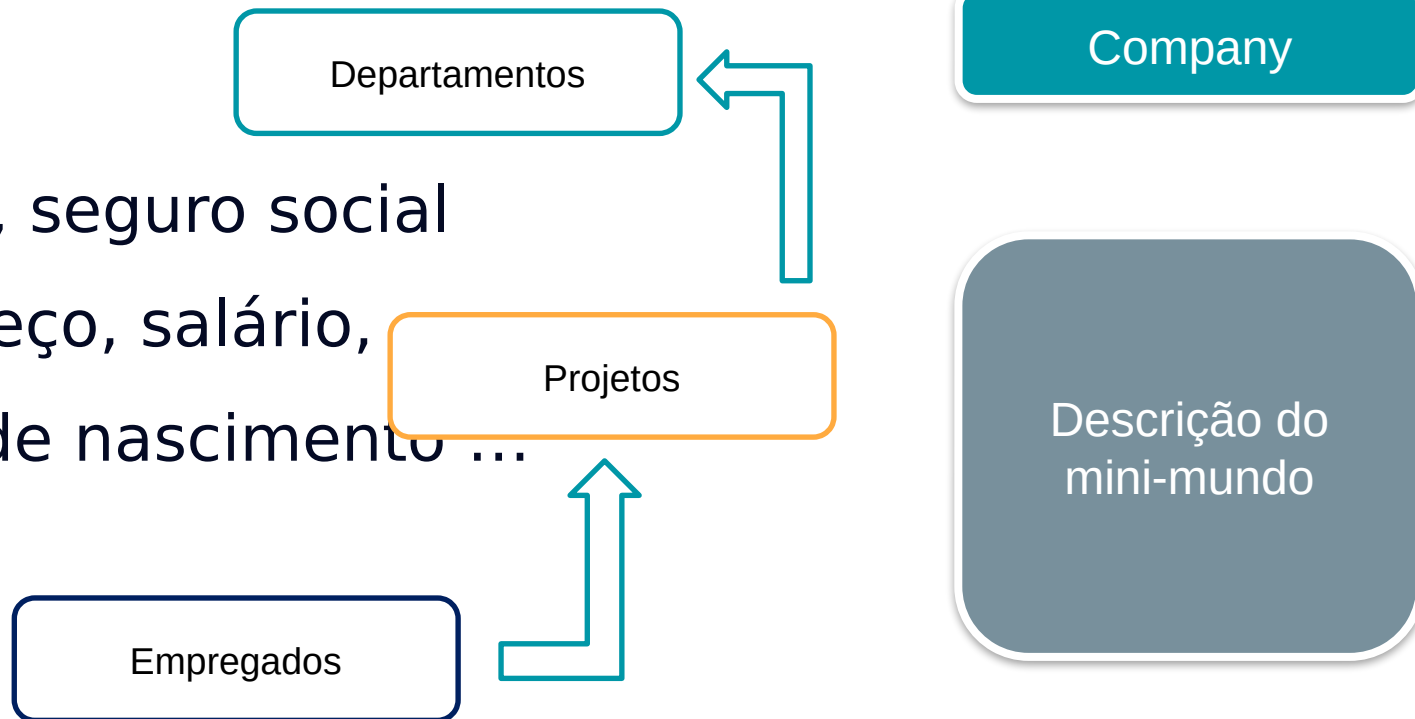 Company
Departamentos
, seguro social
eço, salário,
Projetos
de nascimento ...
Descrição do
mini-mundo
Empregados